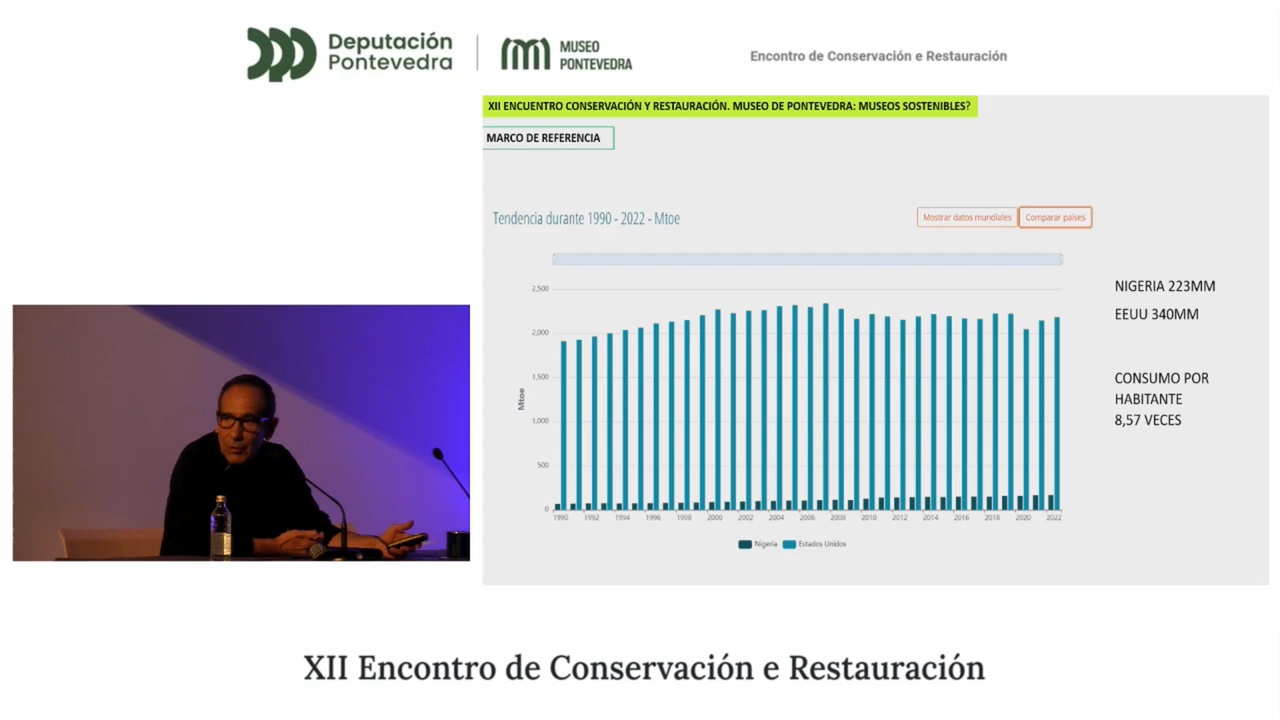 Deputación
Pontevedra
MUSEO
PONTEVEDRA
Encontro de Conservación e Restauración
XII ENCUENTRO CONSERVACIÓN Y RESTAURACIÓN. MUSEO DE PONTEVEDRA: MUSEOS SOSTENIBLES?
MARCO DE REFERENCIA
Tendencia durante 1990 - 2022 - Mtoe
Mostrar datos mundiales
Comparar países
2,500
2,000
1,500
1,000
500
0
Mtoe
1990 1992 1994 1996 1998 2000 2002 2004 2006 2008 2010 2012 2014 2016 2018 2020 2022
Nigeria Estados Unidos
NIGERIA 223MM
EEUU 340MM
CONSUMO POR
HABITANTE
8,57 VECES
XII Encontro de Conservación e Restauración